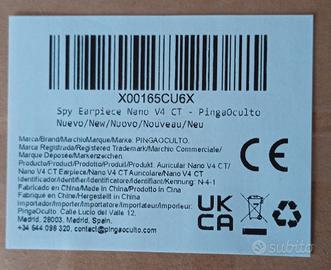 X00165CU6X
Spy Earpiece Nano V4 CT - PingaOculto
Nuevo/New/Nuovo/Nouveau/Neu
Marca/Brand/Marchio/Marque/Marke: PINGAOCULTO.
Marca Registrada/Registered Trademark/Marchio Commerciale/
Marque Déposée/Markenzeichen
Producto/Product/Produit/Produkt. Auricular Nano V4 CT/
Nano V4 CT Earpiece/Nano V4 CT Auricolare/Nano V4 CT
Identificador/Identifier/Identificatore/Identifiant/Kennung: N-4-1
Fabricado en China/Made in China/Prodotto in Cina
Fabriqué en Chine/Hergestellt in China
Importador/Importer/Importatore/Importateur/Importeur:
PingaOculto. Calle Lucio del Valle 12,
Madrid, 28003, Madrid, Spain.
+34 644 098 320, contact@pingaoculto.com
CE
UK
CA
subito